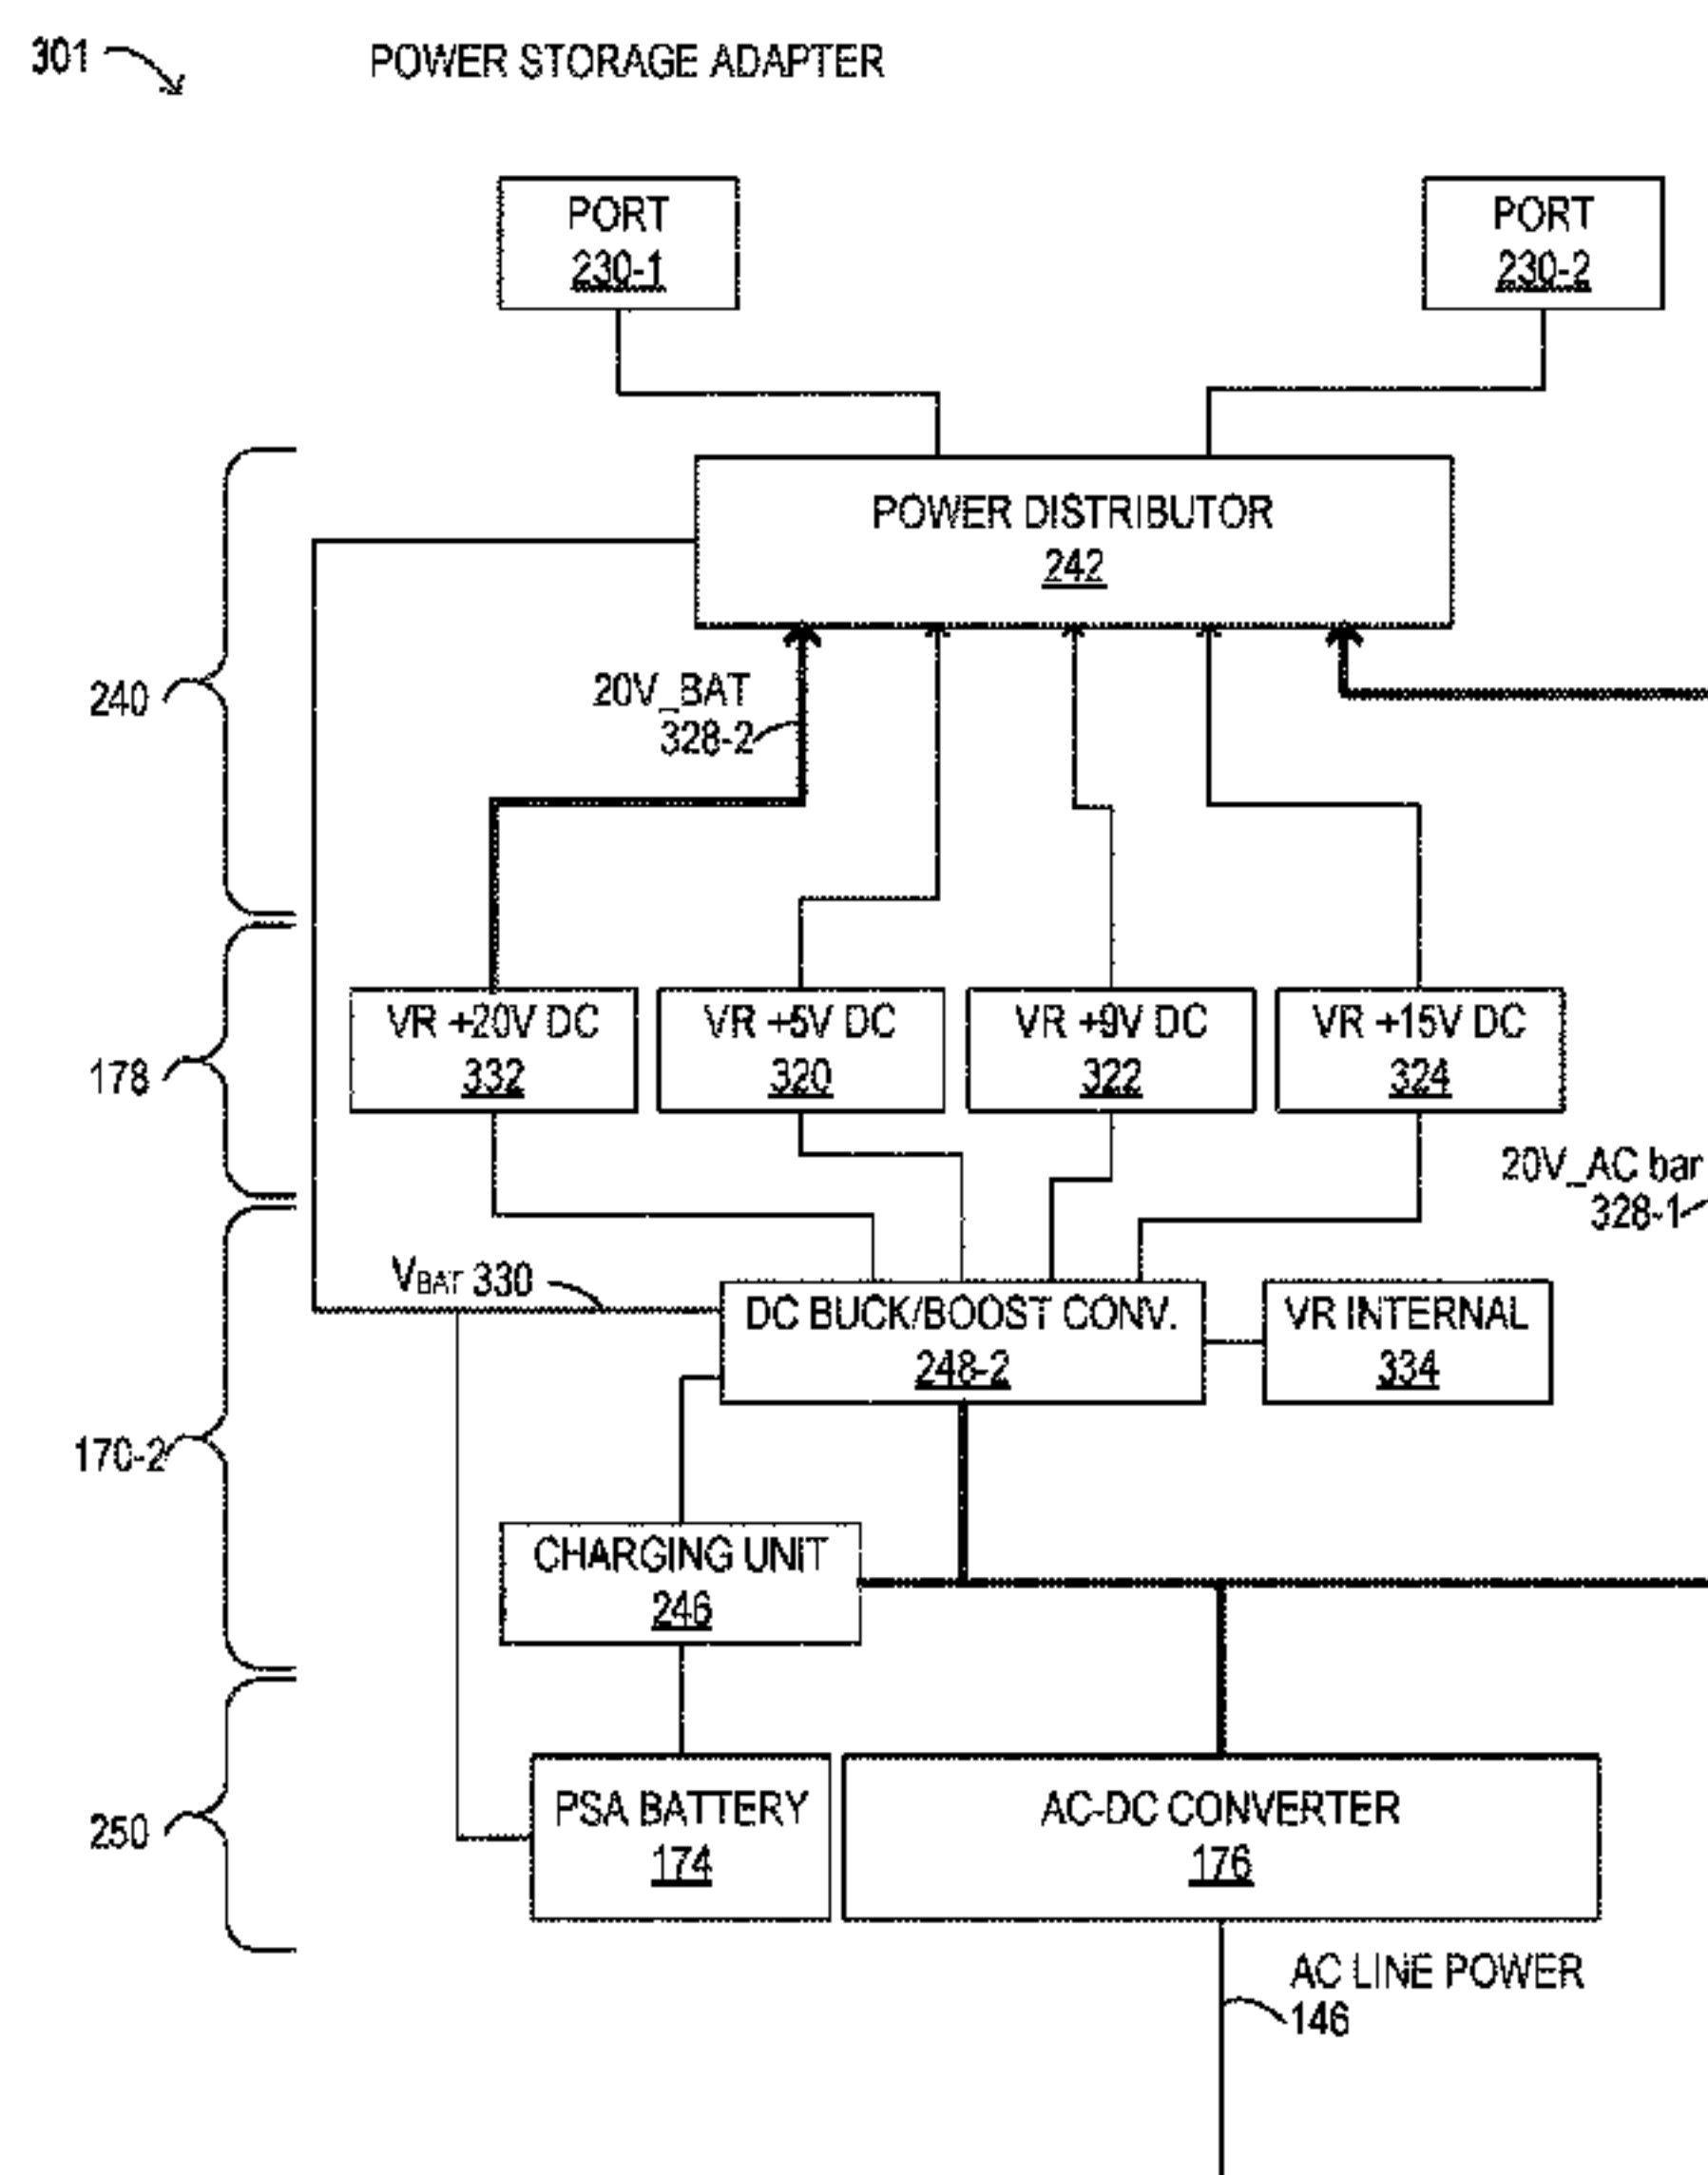 301
POWER STORAGE ADAPTER
PORT
230-1
PORT
230-2
POWER DISTRIBUTOR
242
240
20V_BAT
328-2
VR +20V DC
332
VR +5V DC
320
VR +9V DC
322
VR +15V DC
324
178
20V_AC bar
328-1
VBAT 330
DC BUCK/BOOST CONV.
248-2
VR INTERNAL
334
170-2
CHARGING UNIT
246
250
PSA BATTERY
174
AC-DC CONVERTER
176
AC LINE POWER
146